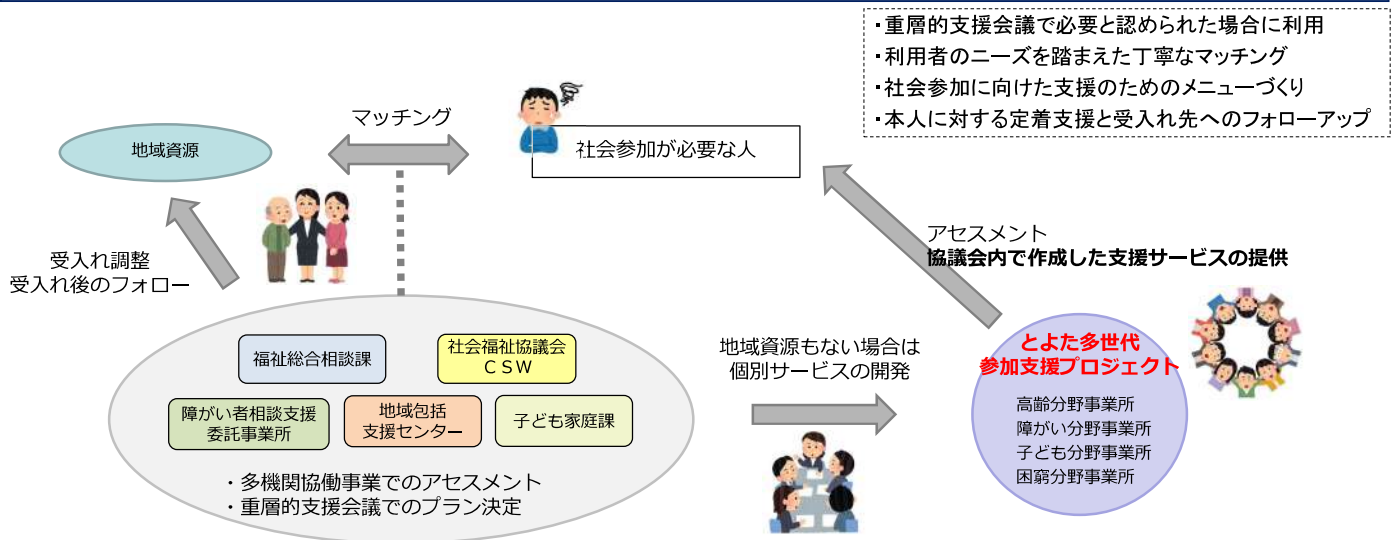 ・重層的支援会議で必要と認められた場合に利用
・利用者のニーズを踏まえた丁寧なマッチング
・社会参加に向けた支援のためのメニューづくり
・本人に対する定着支援と受入れ先へのフォローアップ
マッチング
地域資源
社会参加が必要な人
受入れ調整
受入れ後のフォロー
アセスメント
協議会内で作成した支援サービスの提供
福祉総合相談課
社会福祉協議会
ＣＳＷ
障がい者相談支援
委託事業所
地域包括
支援センター
子ども家庭課
・多機関協働事業でのアセスメント
・重層的支援会議でのプラン決定
地域資源もない場合は
個別サービスの開発
とよた多世代
参加支援プロジェクト
高齢分野事業所
障がい分野事業所
子ども分野事業所
困窮分野事業所